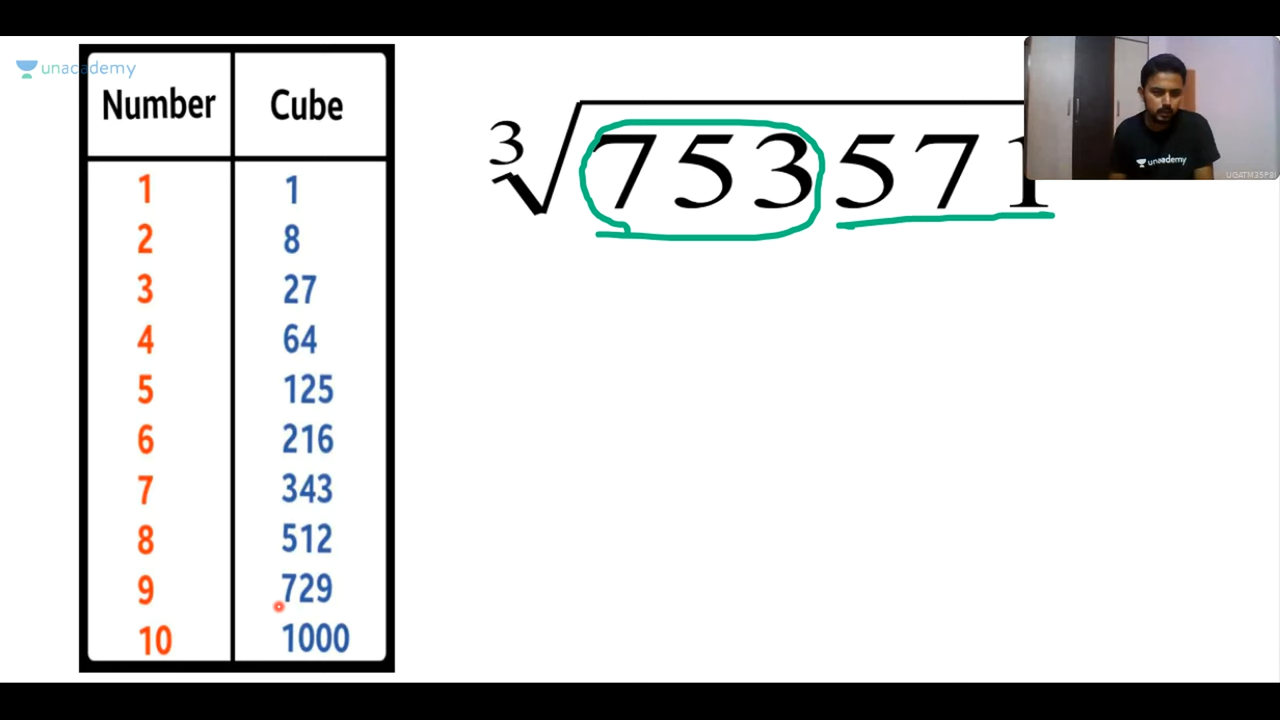 unacademy
Number Cube
1 1
2 8
3 27
4 64
5 125
6 216
7 343
8 512
9 729
10 1000
3√753571
unacademy
UGATM35P8